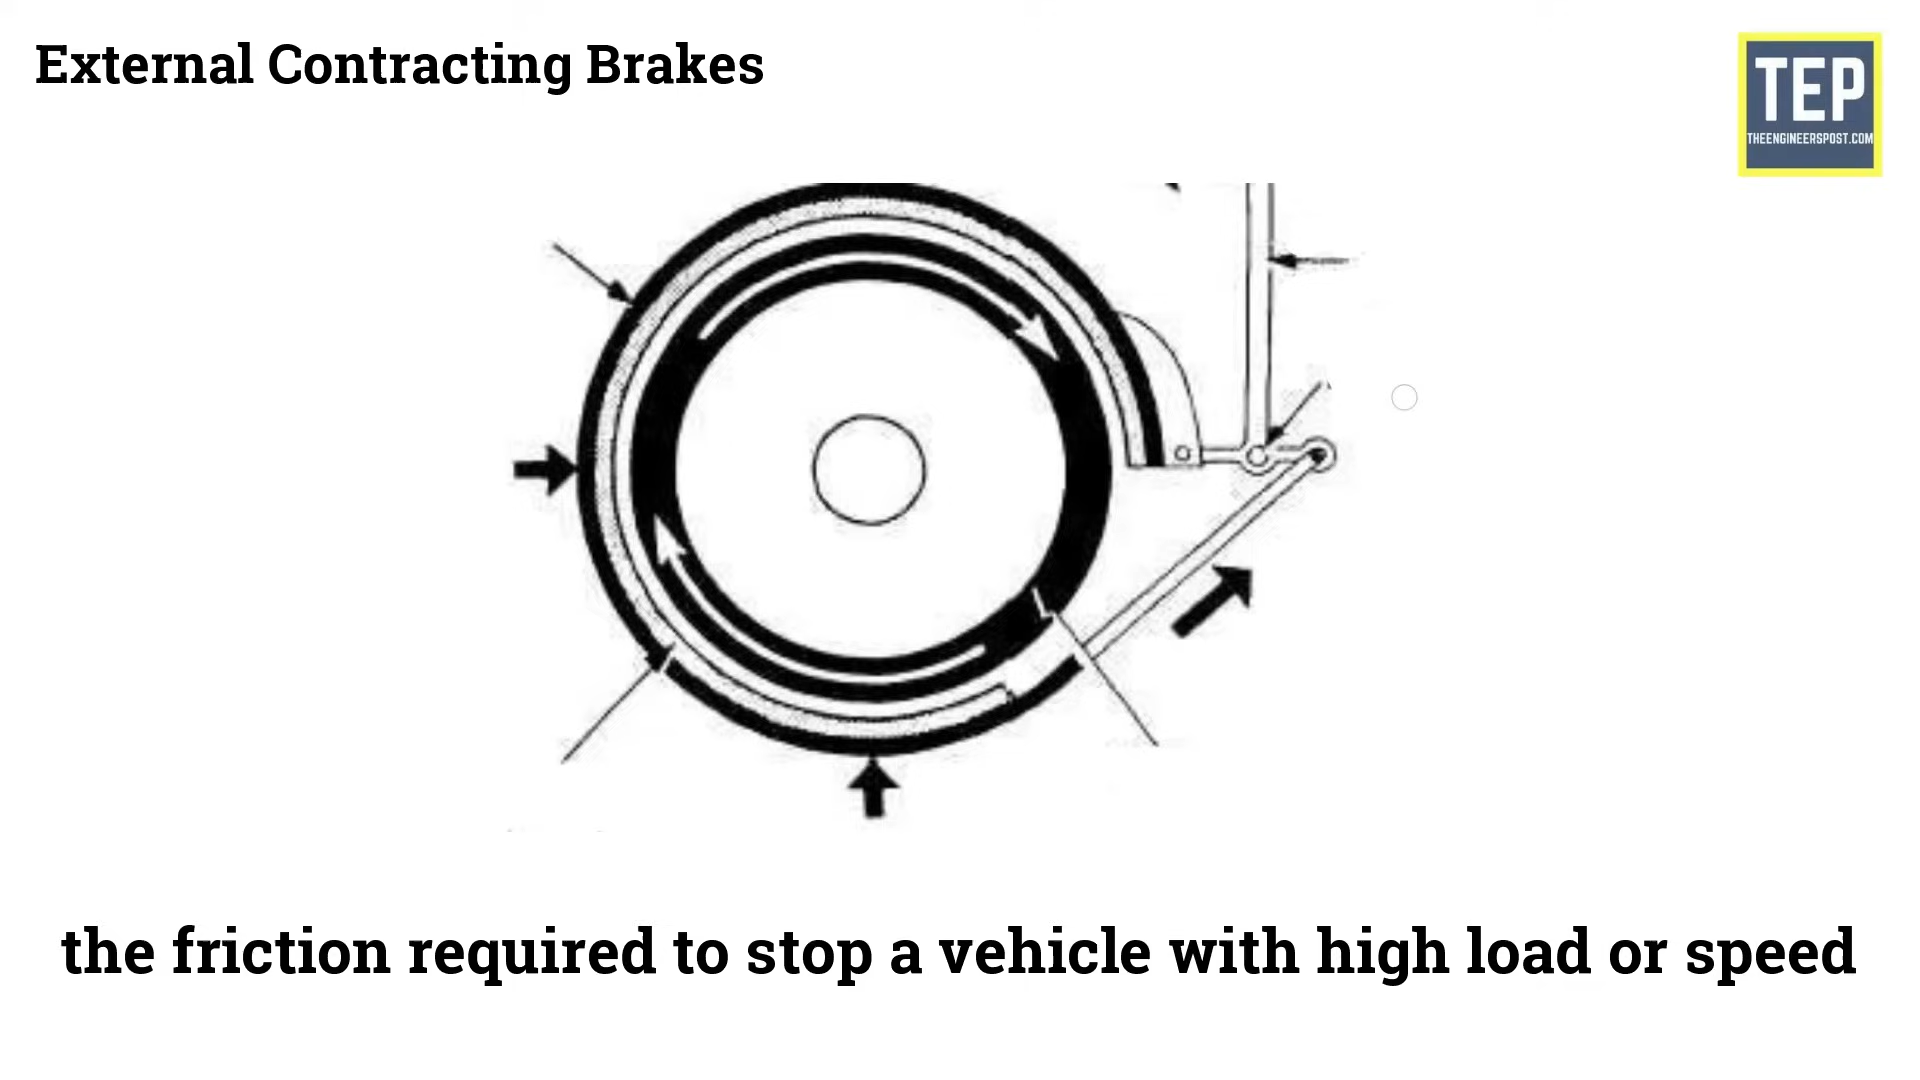 External Contracting Brakes
TEP
THEENGINEERSPOST.COM
the friction required to stop a vehicle with high load or speed